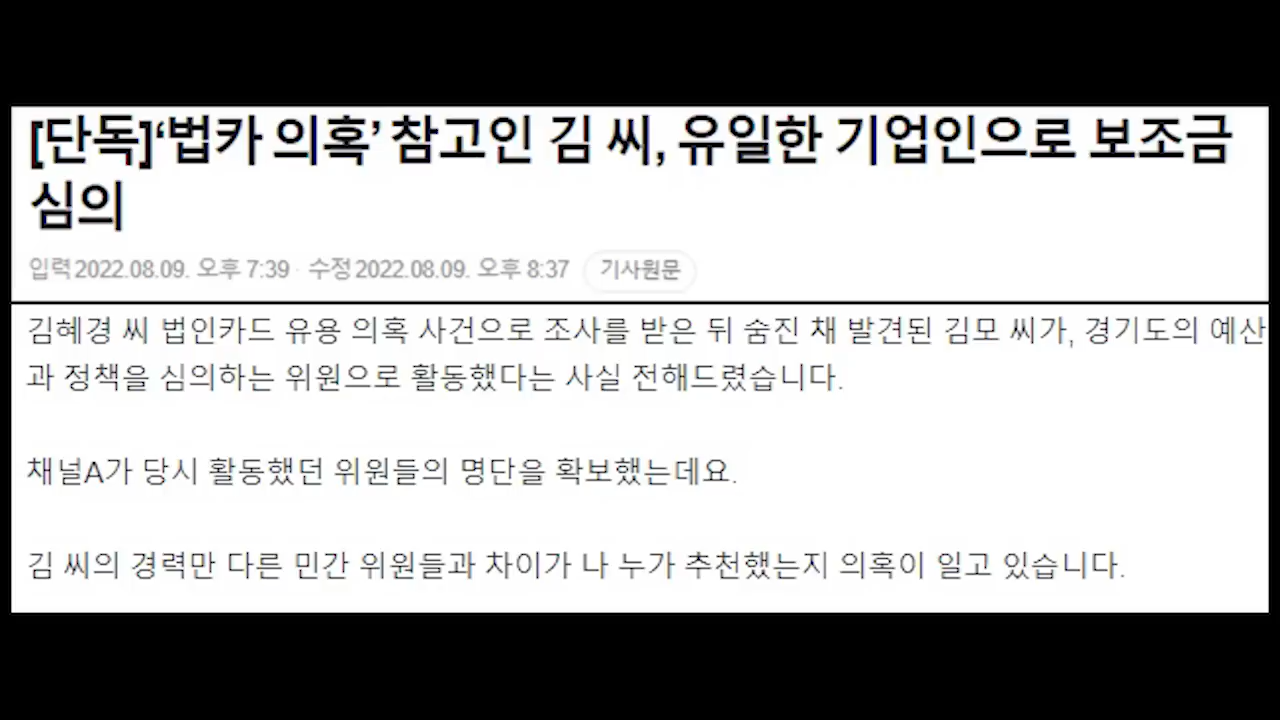 [단독]‘법카 의혹’ 참고인 김 씨, 유일한 기업인으로 보조금
심의
입력 2022.08.09. 오후 7:39 · 수정 2022.08.09. 오후 8:37 기사원문
김혜경 씨 법인카드 유용 의혹 사건으로 조사를 받은 뒤 숨진 채 발견된 김모 씨가, 경기도의 예산
과 정책을 심의하는 위원으로 활동했다는 사실 전해드렸습니다.
채널A가 당시 활동했던 위원들의 명단을 확보했는데요.
김 씨의 경력만 다른 민간 위원들과 차이가 나 누가 추천했는지 의혹이 일고 있습니다.